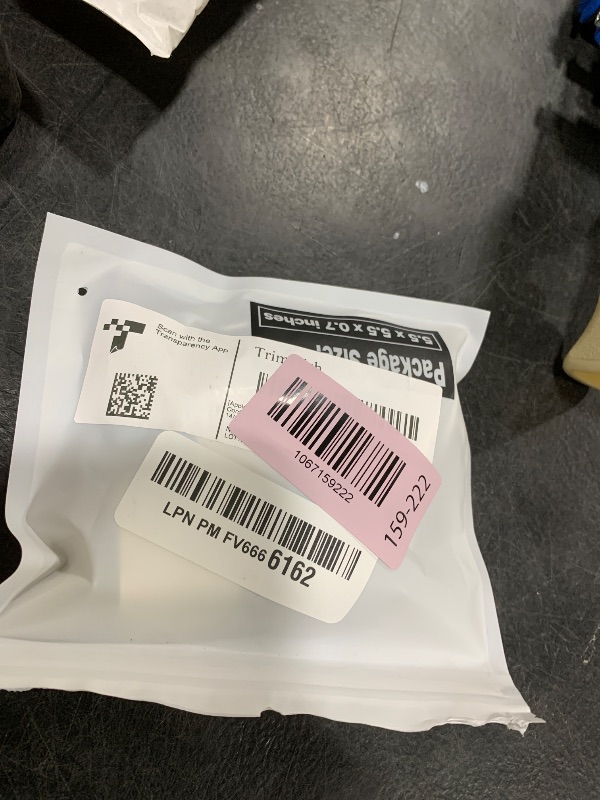 5.5 x 5.5 x 0.7 inches
Package Size:
Scan with the
Transparency App
1067159222
159-222
LPN PM FV666 6162